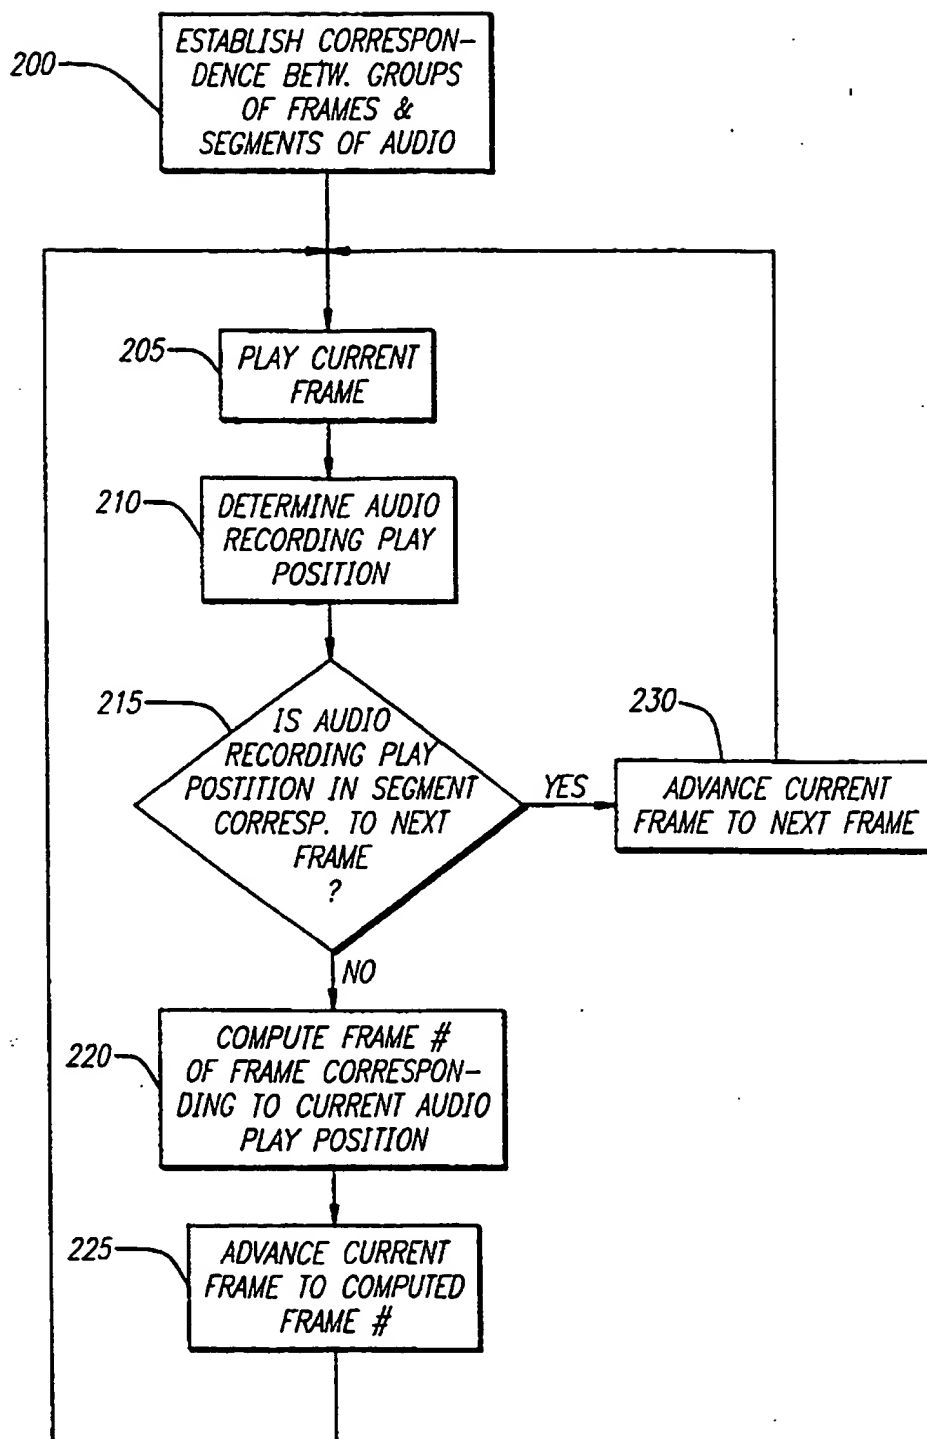 200
ESTABLISH CORRESPON-
DENCE BETW. GROUPS
OF FRAMES &
SEGMENTS OF AUDIO
205
PLAY CURRENT
FRAME
210
DETERMINE AUDIO
RECORDING PLAY
POSITION
215
IS AUDIO
RECORDING PLAY
POSTITION IN SEGMENT
CORRESP. TO NEXT
FRAME
?
YES
230
ADVANCE CURRENT
FRAME TO NEXT FRAME
NO
220
COMPUTE FRAME #
OF FRAME CORRESPON-
DING TO CURRENT AUDIO
PLAY POSITION
225
ADVANCE CURRENT
FRAME TO COMPUTED
FRAME #